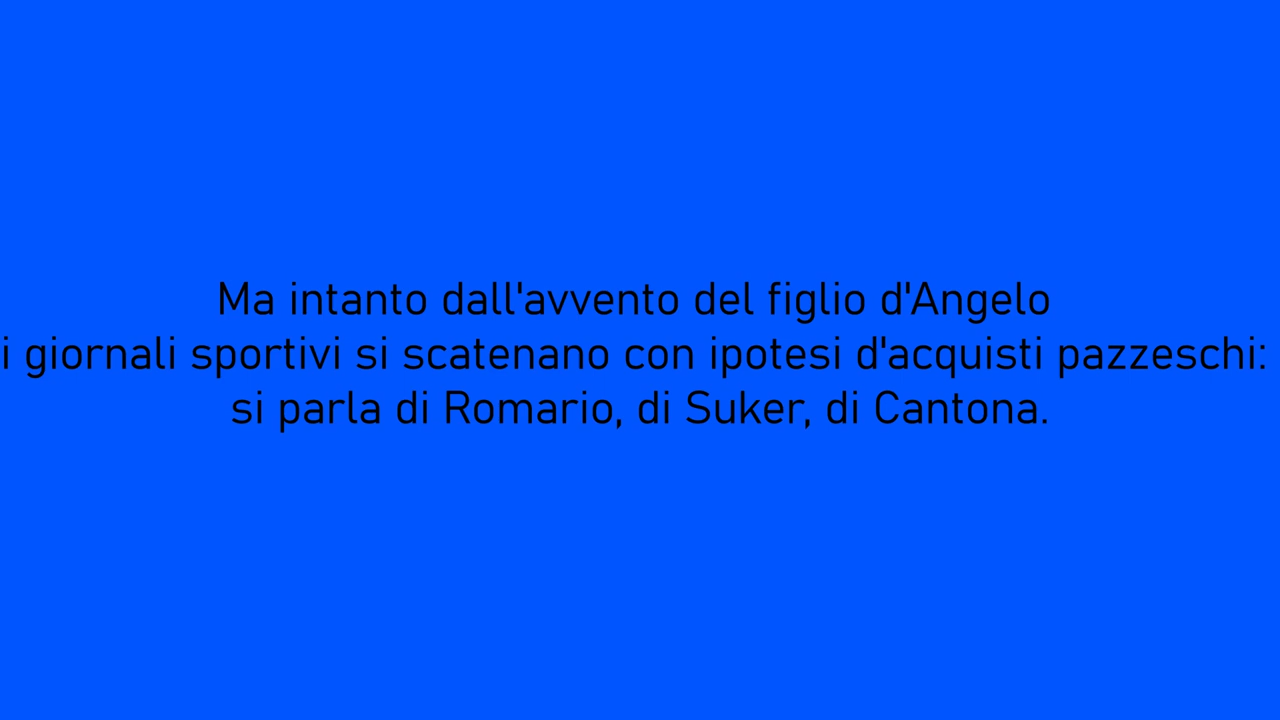 Ma intanto dall'avvento del figlio d'Angelo
i giornali sportivi si scatenano con ipotesi d'acquisti pazzeschi:
si parla di Romario, di Suker, di Cantona.